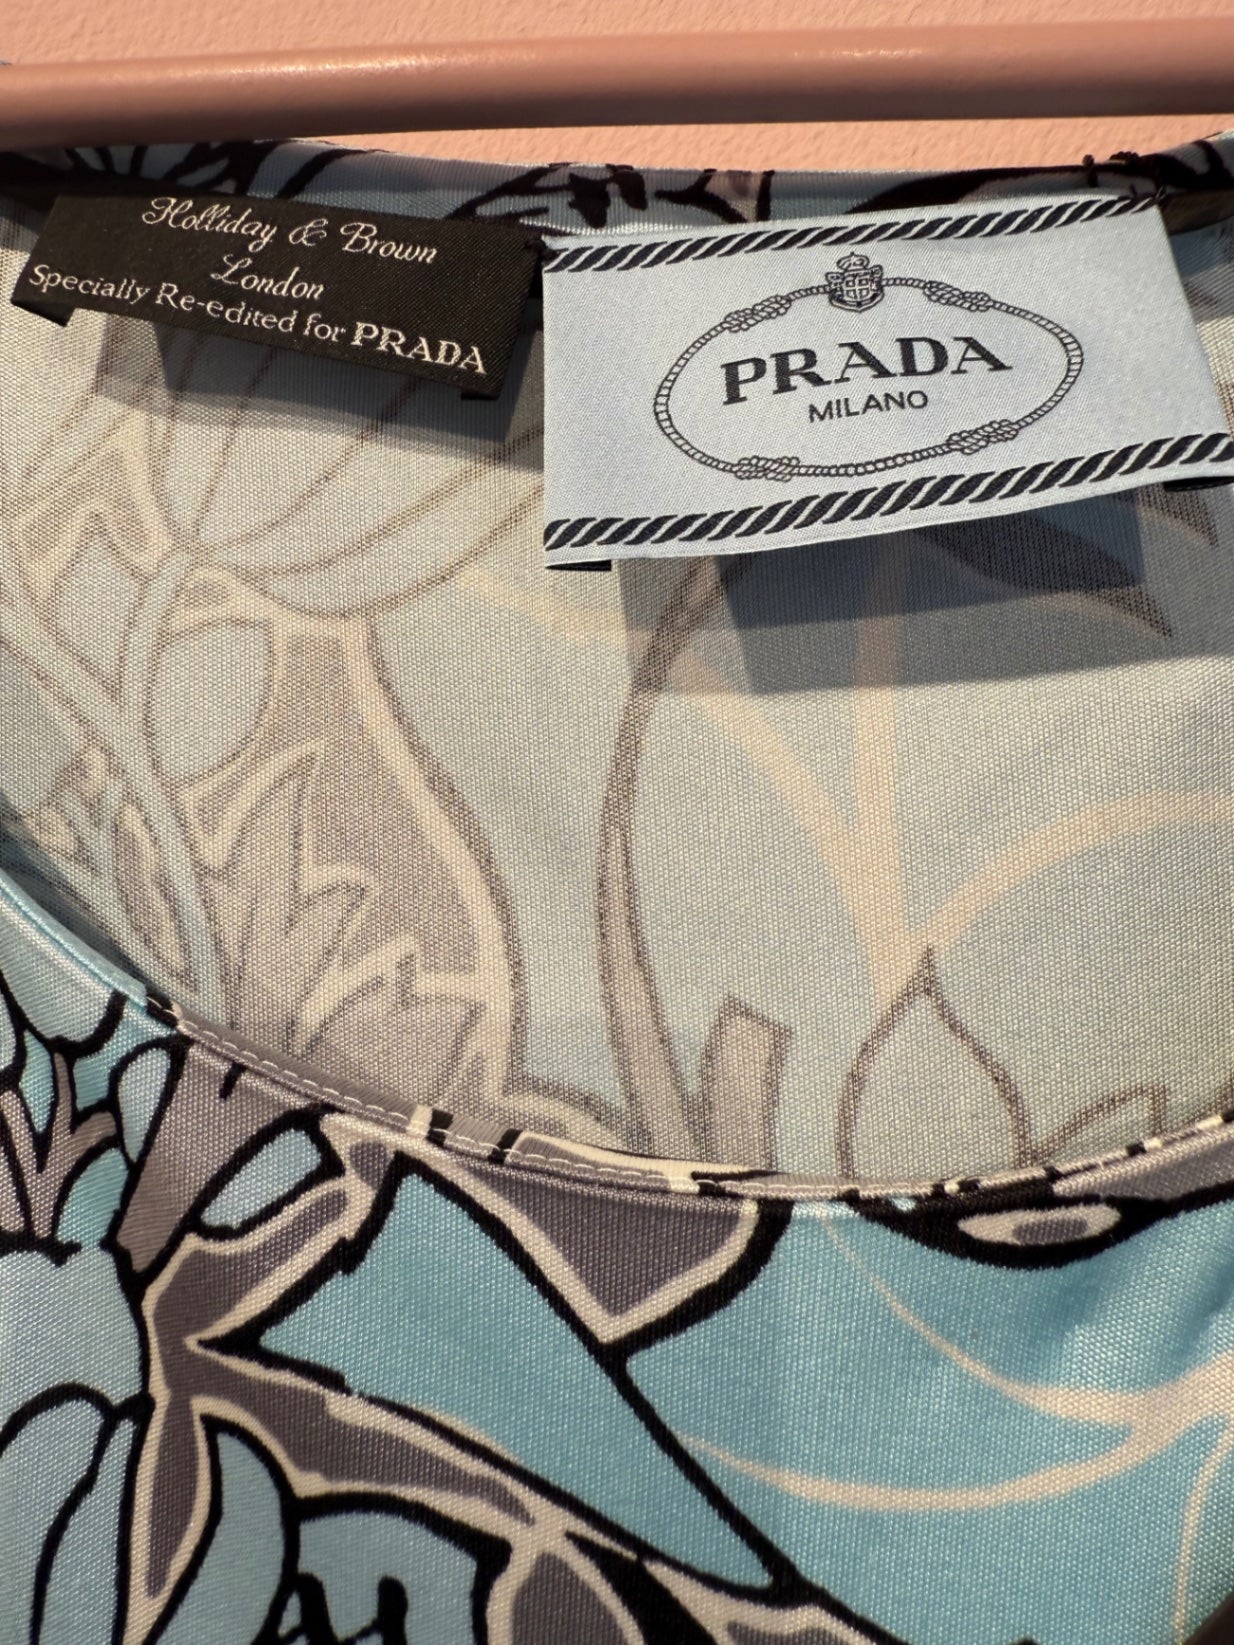 Holliday & Brown
London
Specially Re-edited for PRADA
PRADA
MILANO